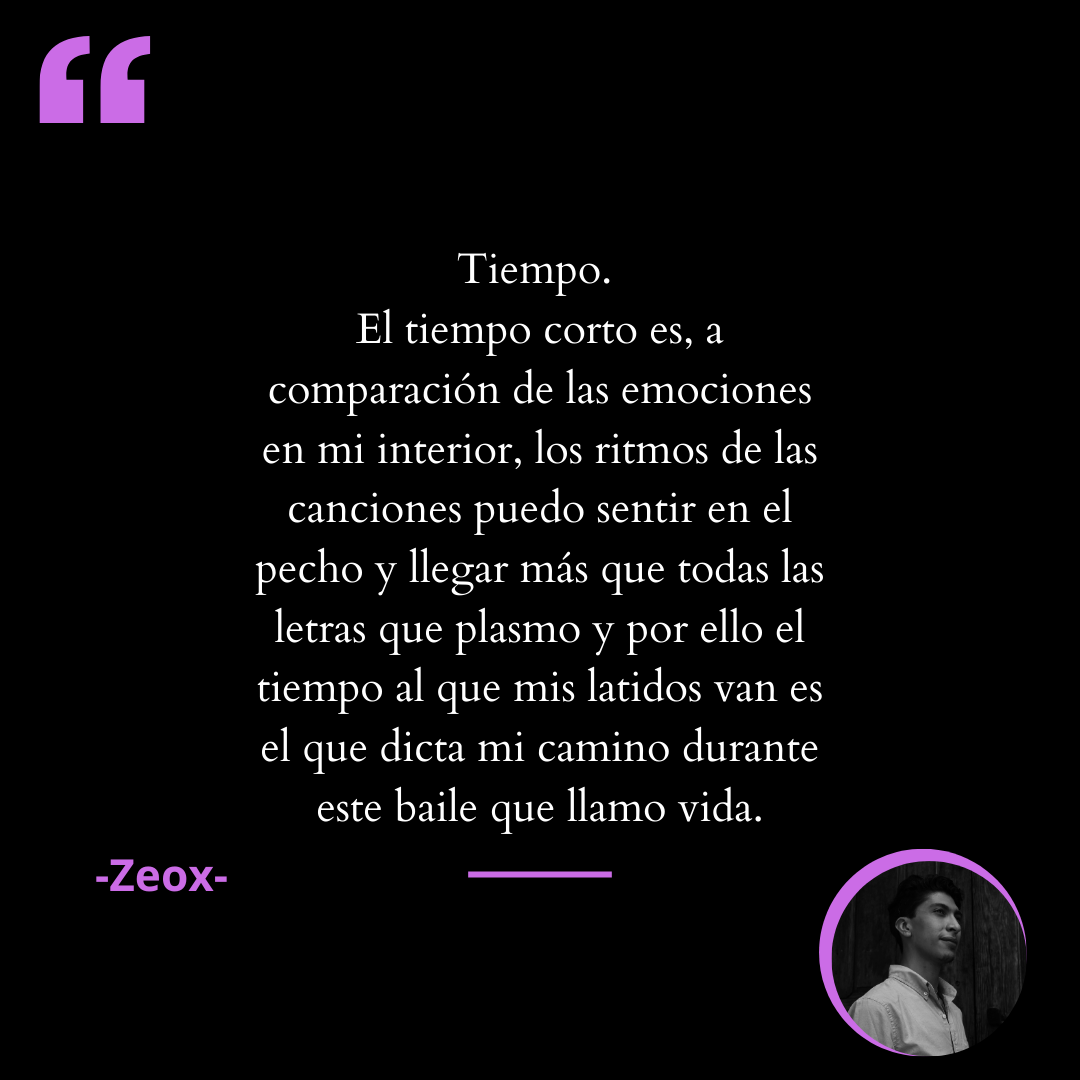 “
Tiempo.
El tiempo corto es, a
comparación de las emociones
en mi interior, los ritmos de las
canciones puedo sentir en el
pecho y llegar más que todas las
letras que plasmo y por ello el
tiempo al que mis latidos van es
el que dicta mi camino durante
este baile que llamo vida.
-Zeox-